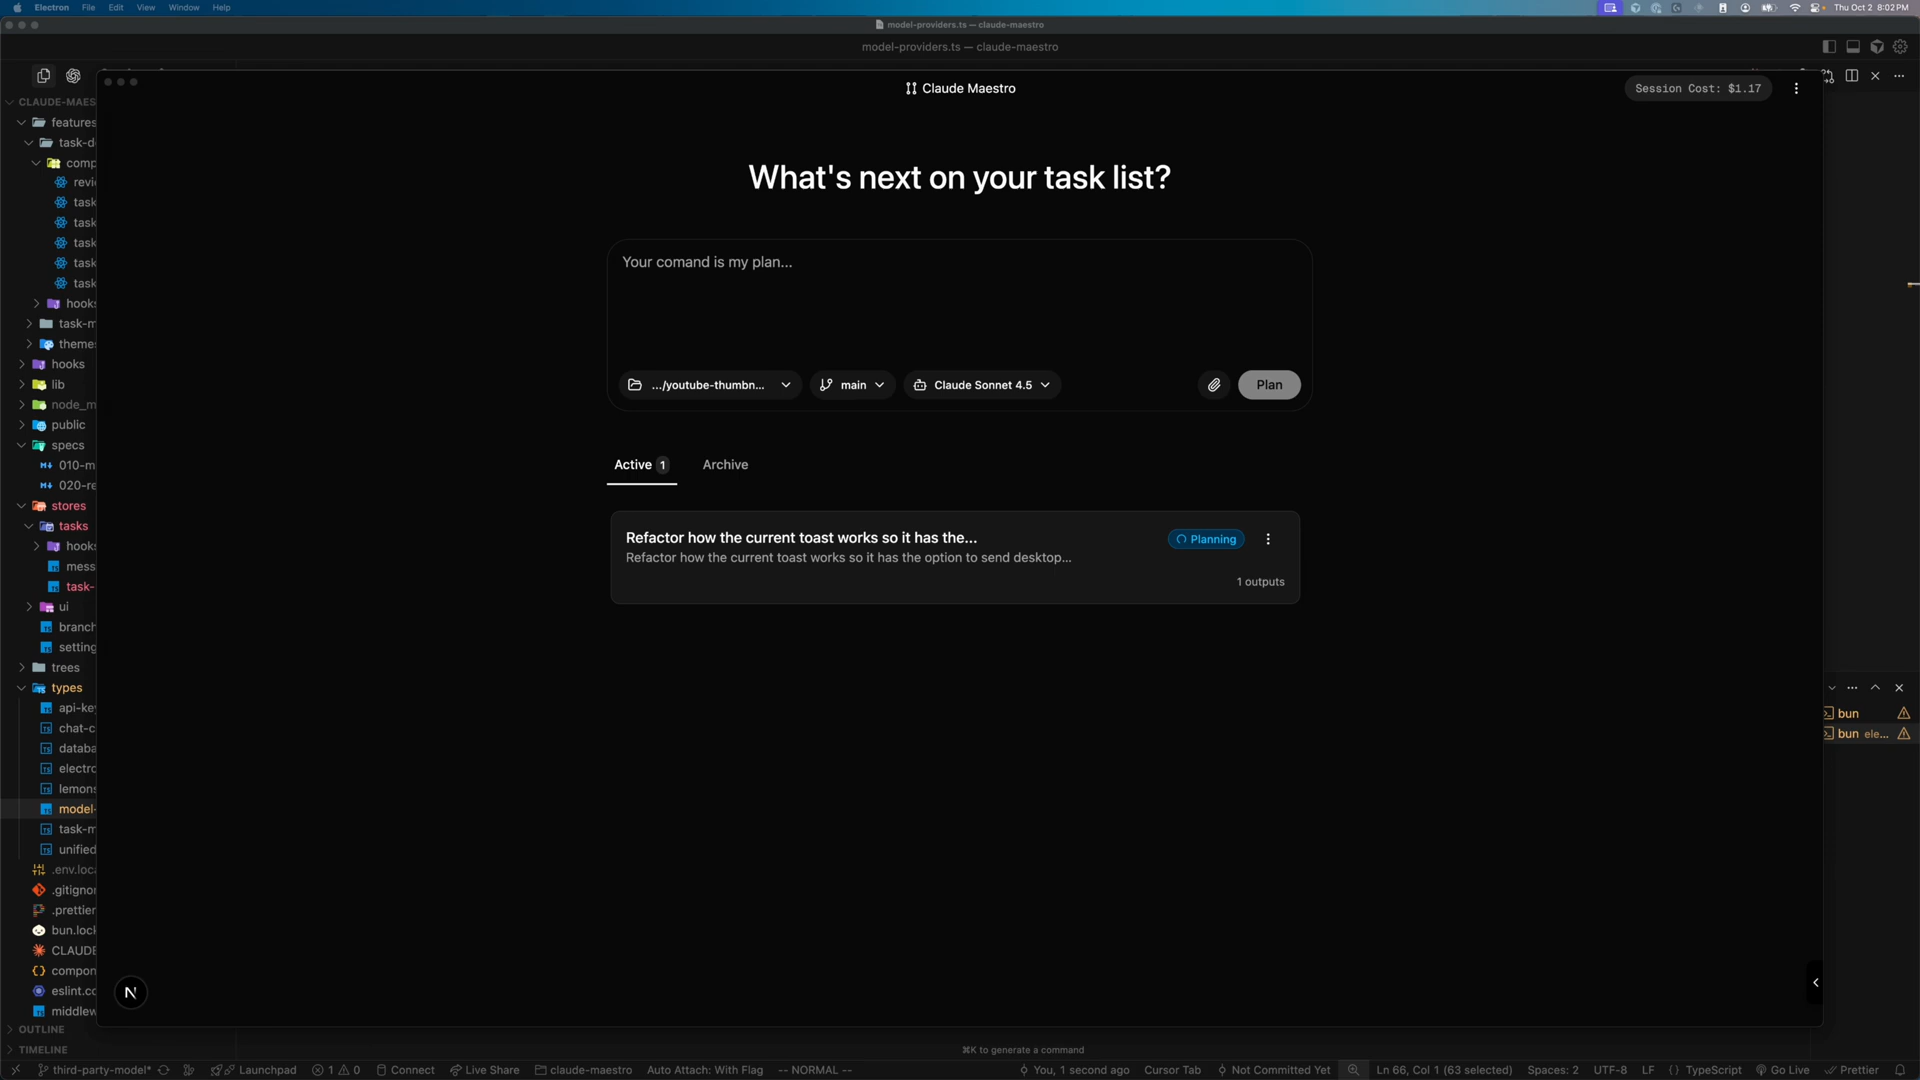 Electron File Edit View Window Help
Thu Oct 2 8:02 PM
model-providers.ts — claude-maestro
model-providers.ts — claude-maestro
Claude Maestro
Session Cost: $1.17
What's next on your task list?
Your comand is my plan...
.../youtube-thumbn...
main
Claude Sonnet 4.5
Plan
Active 1
Archive
Refactor how the current toast works so it has the...
Planning
Refactor how the current toast works so it has the option to send desktop...
1 outputs
CLAUDE-MAES
features
task-d
comp
revi
task
task
task
task
task
hooks
task-m
themes
hooks
lib
node_m
public
specs
010-m
020-re
stores
tasks
hooks
mess
task-
ui
branch
setting
trees
types
api-key
chat-c
databa
electro
lemons
model-
task-m
unified
.env.loca
.gitignor
.prettier
bun.lock
CLAUDE
compon
eslint.co
middlew
OUTLINE
TIMELINE
bun
bun ele...
N
⌘K to generate a command
third-party-model*
Launchpad
1
0
Connect
Live Share
claude-maestro
Auto Attach: With Flag
-- NORMAL --
You, 1 second ago
Cursor Tab
Not Committed Yet
Ln 66, Col 1 (63 selected)
Spaces: 2
UTF-8
LF
TypeScript
Go Live
Prettier